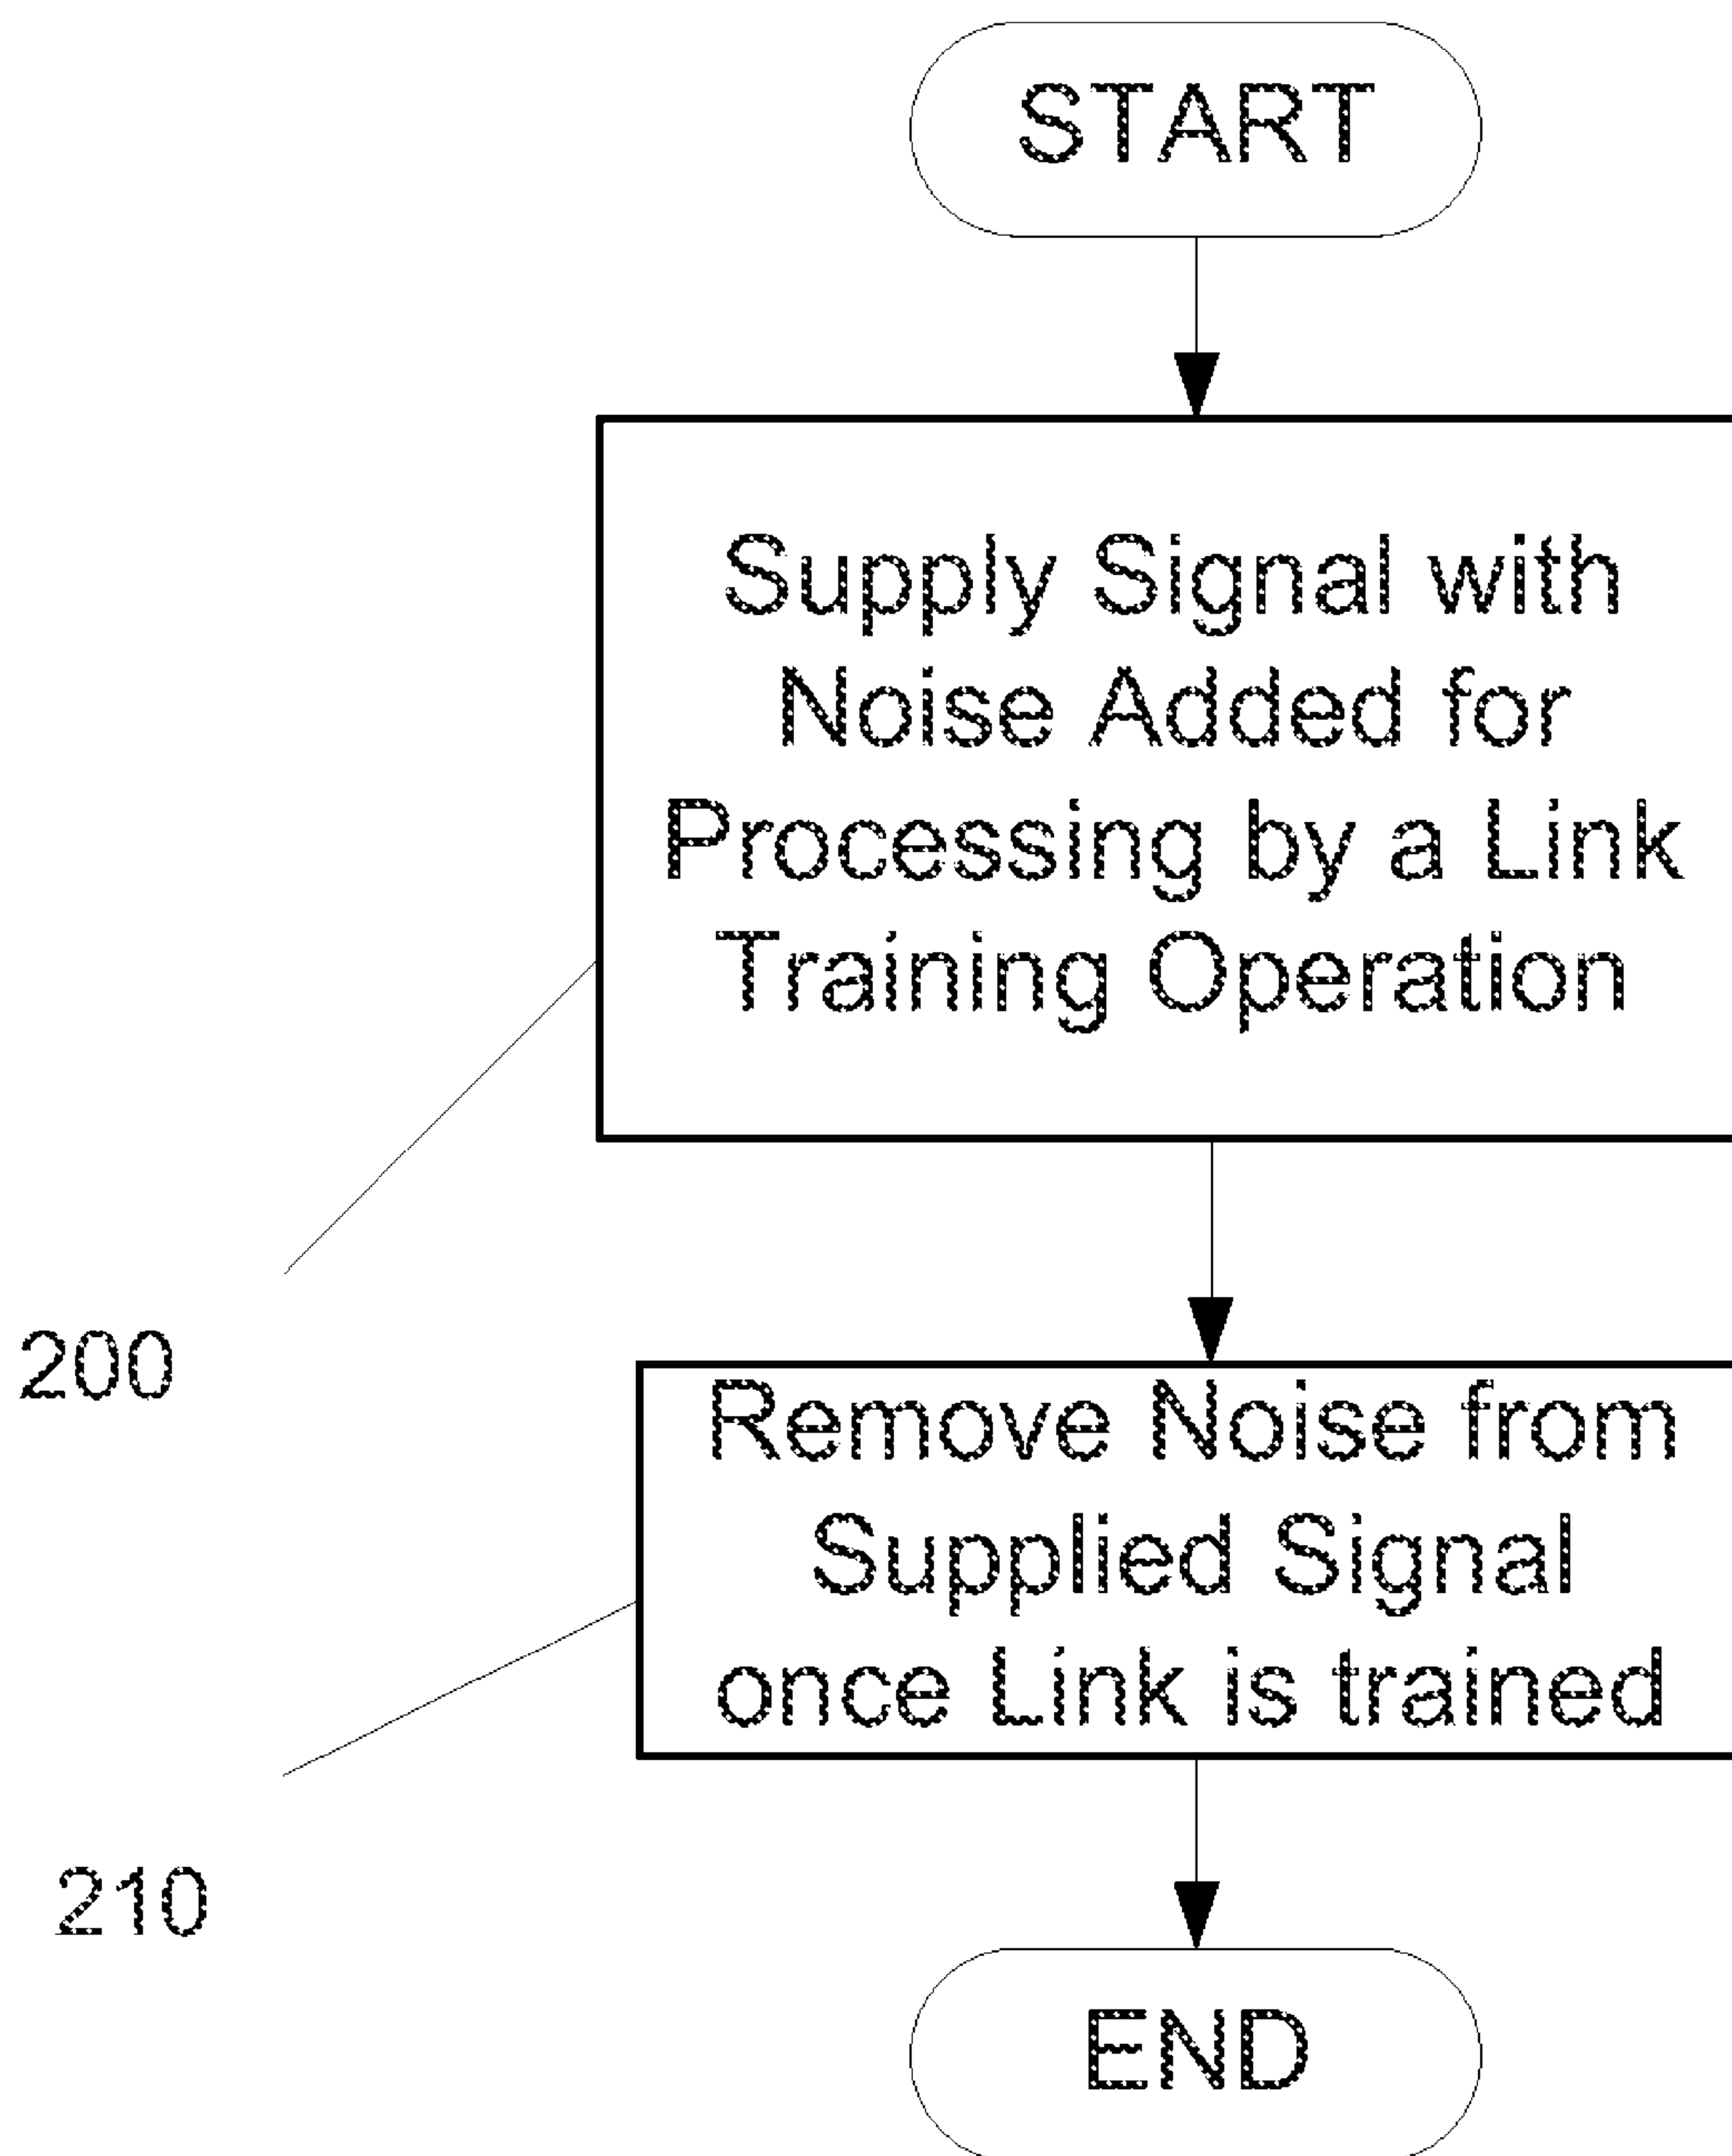 START
Supply Signal with
Noise Added for
Processing by a Link
Training Operation
200
Remove Noise from
Supplied Signal
once Link is trained
210
END